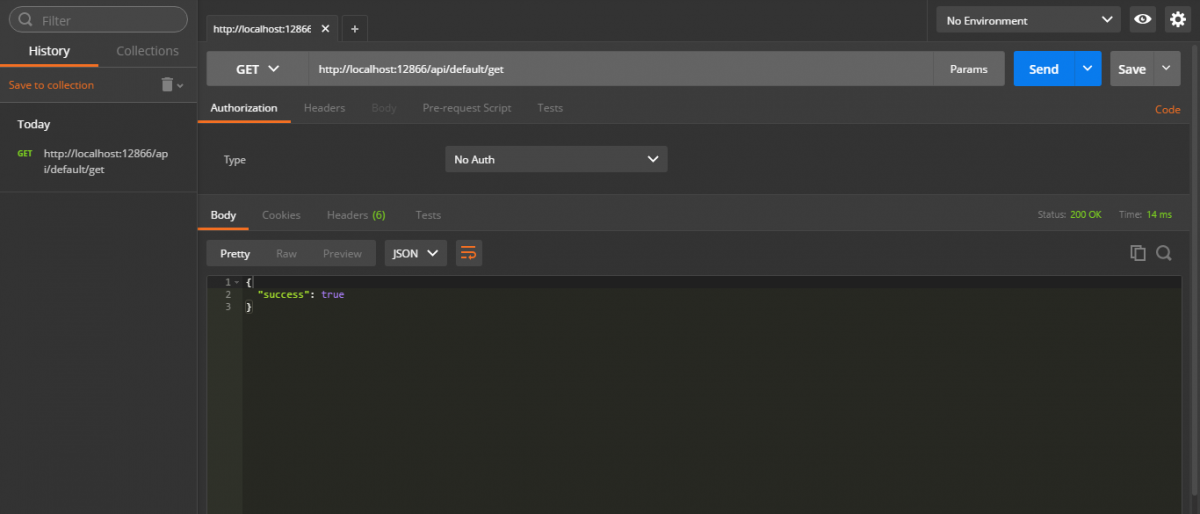 Filter
History Collections
Save to collection
Today
GET http://localhost:12866/ap
i/default/get
http://localhost:12866 X +
No Environment
GET http://localhost:12866/api/default/get Params Send Save
Authorization Headers Body Pre-request Script Tests Code
Type No Auth
Body Cookies Headers (6) Tests Status: 200 OK Time: 14 ms
Pretty Raw Preview JSON
1 {
2 "success": true
3 }